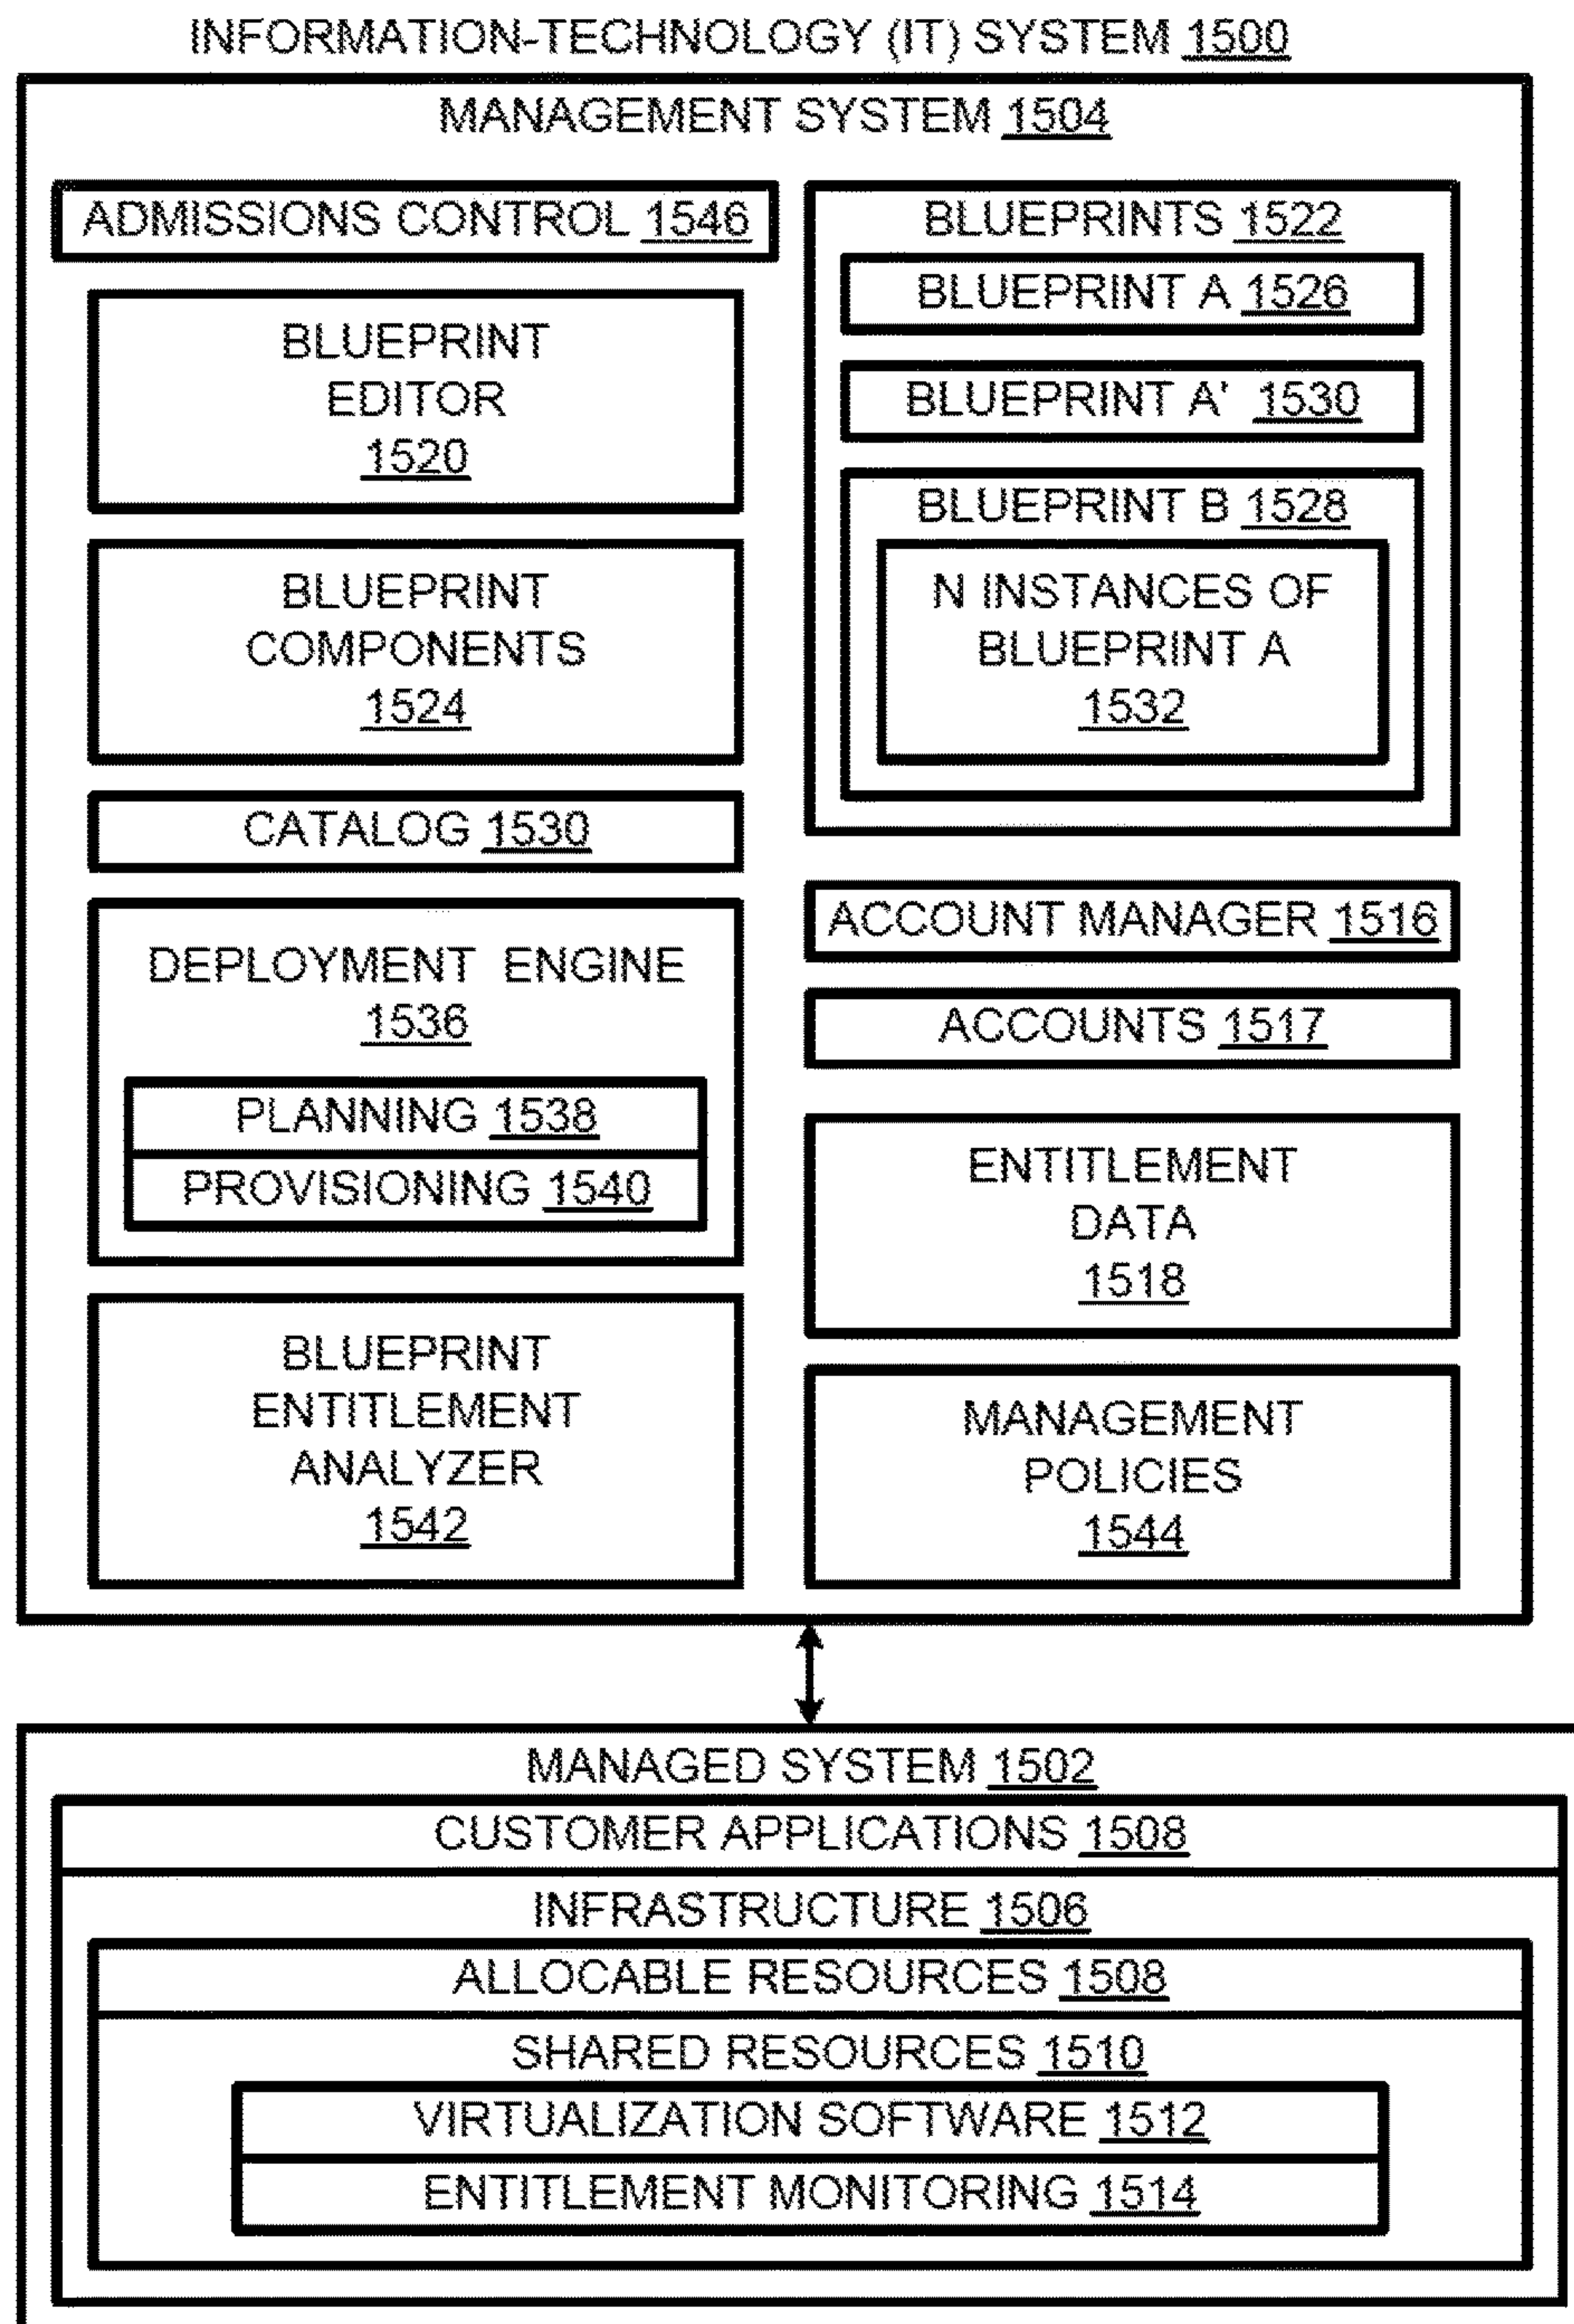 INFORMATION-TECHNOLOGY (IT) SYSTEM 1500
MANAGEMENT SYSTEM 1504
ADMISSIONS CONTROL 1546
BLUEPRINT
EDITOR
1520
BLUEPRINT
COMPONENTS
1524
CATALOG 1530
DEPLOYMENT ENGINE
1536
PLANNING 1538
PROVISIONING 1540
BLUEPRINT
ENTITLEMENT
ANALYZER
1542
BLUEPRINTS 1522
BLUEPRINT A 1526
BLUEPRINT A' 1530
BLUEPRINT B 1528
N INSTANCES OF
BLUEPRINT A
1532
ACCOUNT MANAGER 1516
ACCOUNTS 1517
ENTITLEMENT
DATA
1518
MANAGEMENT
POLICIES
1544
MANAGED SYSTEM 1502
CUSTOMER APPLICATIONS 1508
INFRASTRUCTURE 1506
ALLOCABLE RESOURCES 1508
SHARED RESOURCES 1510
VIRTUALIZATION SOFTWARE 1512
ENTITLEMENT MONITORING 1514